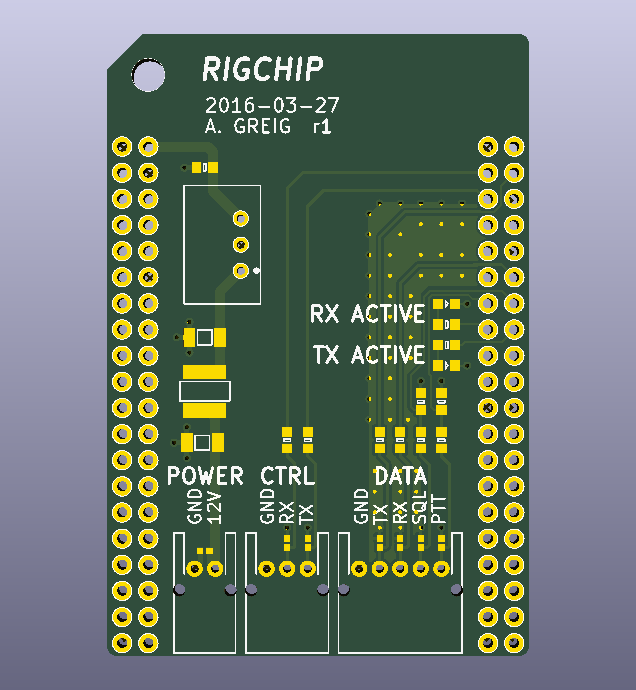 RIGCHIP
2016-03-27
A. GREIG r1
RX ACTIVE
TX ACTIVE
POWER CTRL DATA
GND
12V
GND
RX
TX
GND
TX
RX
SQL
PTT